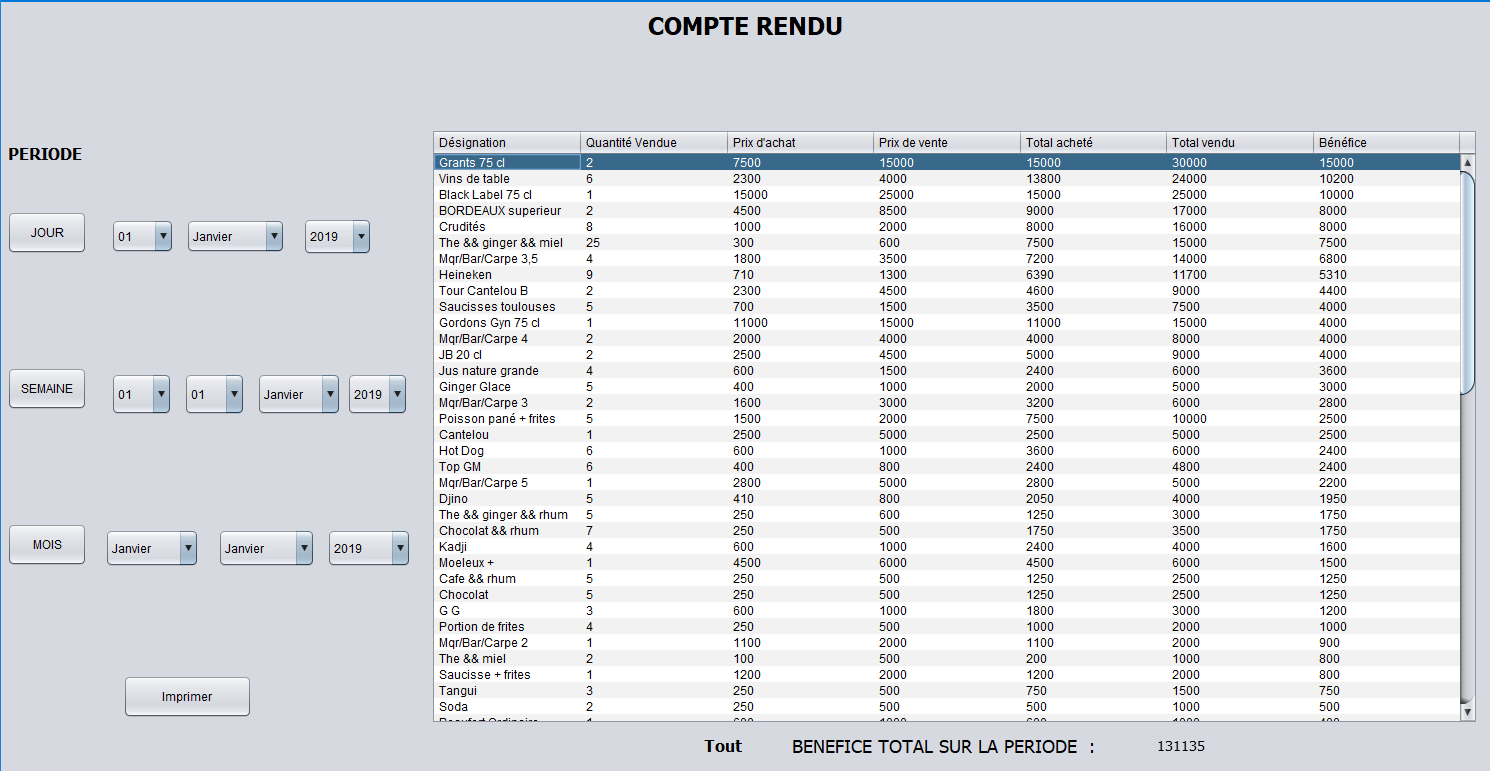 COMPTE RENDU
PERIODE
JOUR 01 Janvier 2019
SEMAINE 01 01 Janvier 2019
MOIS Janvier Janvier 2019
Imprimer
Désignation Quantité Vendue Prix d'achat Prix de vente Total acheté Total vendu Bénéfice
Grants 75 cl 2 7500 15000 15000 30000 15000
Vins de table 6 2300 4000 13800 24000 10200
Black Label 75 cl 1 15000 25000 15000 25000 10000
BORDEAUX superieur 2 4500 8500 9000 17000 8000
Crudités 8 1000 2000 8000 16000 8000
The && ginger && miel 25 300 600 7500 15000 7500
Mqr/Bar/Carpe 3,5 4 1800 3500 7200 14000 6800
Heineken 9 710 1300 6390 11700 5310
Tour Cantelou B 2 2300 4500 4600 9000 4400
Saucisses toulouses 5 700 1500 3500 7500 4000
Gordons Gyn 75 cl 1 11000 15000 11000 15000 4000
Mqr/Bar/Carpe 4 2 2000 4000 4000 8000 4000
JB 20 cl 2 2500 4500 5000 9000 4000
Jus nature grande 4 600 1500 2400 6000 3600
Ginger Glace 5 400 1000 2000 5000 3000
Mqr/Bar/Carpe 3 2 1600 3000 3200 6000 2800
Poisson pané + frites 5 1500 2000 7500 10000 2500
Cantelou 1 2500 5000 2500 5000 2500
Hot Dog 6 600 1000 3600 6000 2400
Top GM 6 400 800 2400 4800 2400
Mqr/Bar/Carpe 5 1 2800 5000 2800 5000 2200
Djino 5 410 800 2050 4000 1950
The && ginger && rhum 5 250 600 1250 3000 1750
Chocolat && rhum 7 250 500 1750 3500 1750
Kadji 4 600 1000 2400 4000 1600
Moeleux + 1 4500 6000 4500 6000 1500
Cafe && rhum 5 250 500 1250 2500 1250
Chocolat 5 250 500 1250 2500 1250
G G 3 600 1000 1800 3000 1200
Portion de frites 4 250 500 1000 2000 1000
Mqr/Bar/Carpe 2 1 1100 2000 1100 2000 900
The && miel 2 100 500 200 1000 800
Saucisse + frites 1 1200 2000 1200 2000 800
Tangui 3 250 500 750 1500 750
Soda 2 250 500 500 1000 500
Tout BENEFICE TOTAL SUR LA PERIODE : 131135